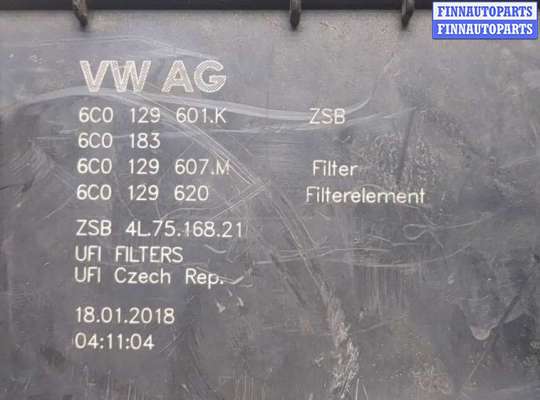 FINNAUTOPARTS
FINNAUTOPARTS
VW AG
6C0 129 601.K ZSB
6C0 183
6C0 129 607.M Filter
6C0 129 620 Filterelement
ZSB 4L.75.168.21
UFI FILTERS
UFI Czech Rep.
18.01.2018
04:11:04